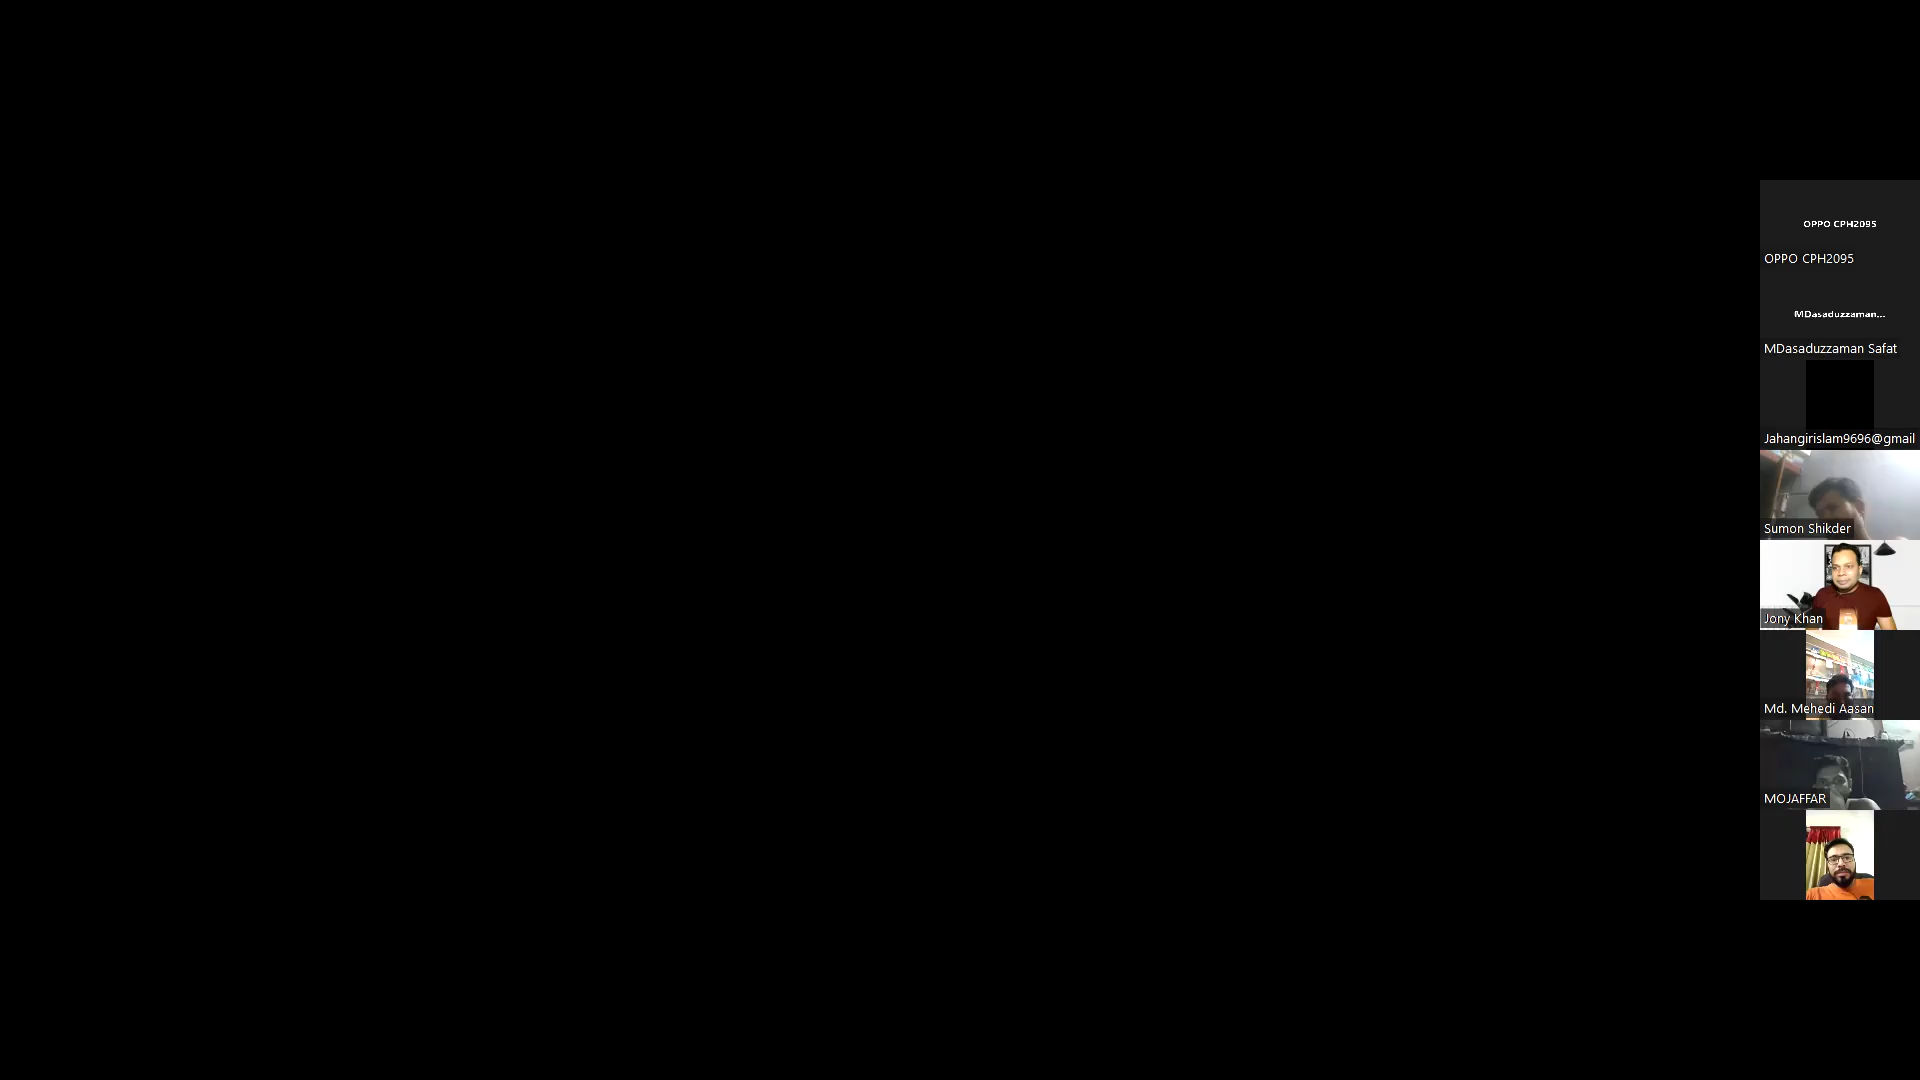 OPPO CPH2095
OPPO CPH2095
MDasaduzzaman...
MDasaduzzaman Safat
Jahangirislam9696@gmail
Sumon Shikder
Jony Khan
Md. Mehedi Aasan
MOJAFFAR